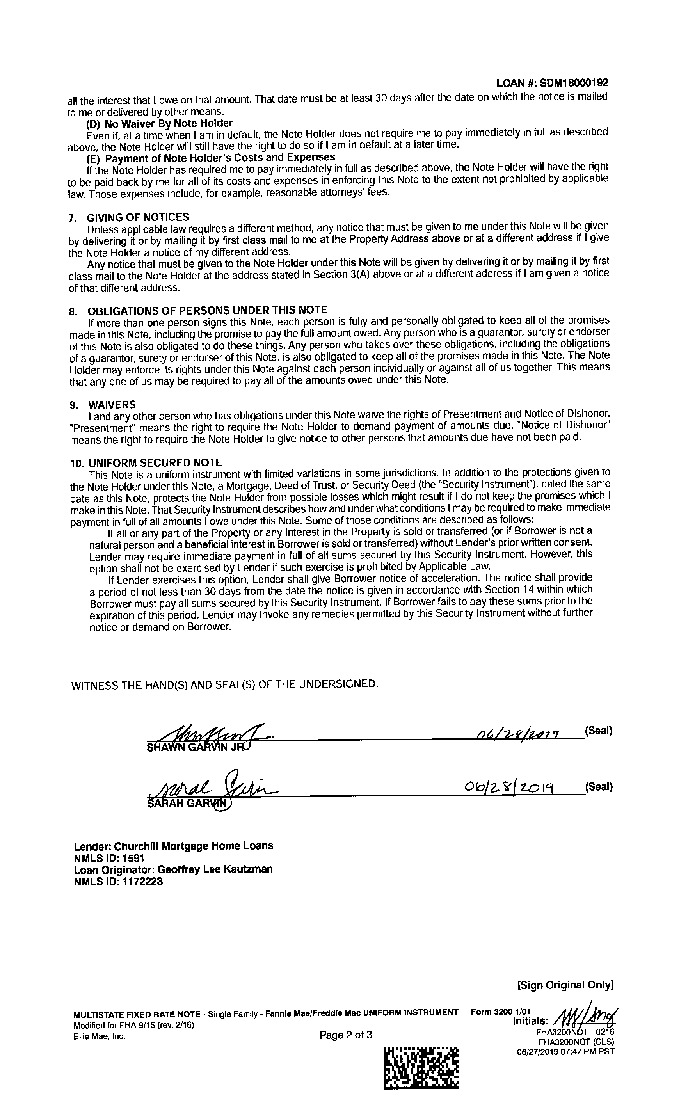 LOAN #: SDM18000192
all the interest that I owe on that amount. That date must be at least 30 days after the date on which the notice is mailed
to me or delivered by other means.
(D) No Waiver By Note Holder
Even if, at a time when I am in default, the Note Holder does not require me to pay immediately in full as described
above, the Note Holder will still have the right to do so if I am in default at a later time.
(E) Payment of Note Holder's Costs and Expenses
If the Note Holder has required me to pay immediately in full as described above, the Note Holder will have the right
to be paid back by me for all of its costs and expenses in enforcing this Note to the extent not prohibited by applicable
law. Those expenses include, for example, reasonable attorneys' fees.
7. GIVING OF NOTICES
Unless applicable law requires a different method, any notice that must be given to me under this Note will be given
by delivering it or by mailing it by first class mail to me at the Property Address above or at a different address if I give
the Note Holder a notice of my different address.
Any notice that must be given to the Note Holder under this Note will be given by delivering it or by mailing it by first
class mail to the Note Holder at the address stated in Section 3(A) above or at a different address if I am given a notice
of that different address.
8. OBLIGATIONS OF PERSONS UNDER THIS NOTE
If more than one person signs this Note, each person is fully and personally obligated to keep all of the promises
made in this Note, including the promise to pay the full amount owed. Any person who is a guarantor, surety or endorser
of this Note is also obligated to do these things. Any person who takes over these obligations, including the obligations
of a guarantor, surety or endorser of this Note, is also obligated to keep all of the promises made in this Note. The Note
Holder may enforce its rights under this Note against each person individually or against all of us together. This means
that any one of us may be required to pay all of the amounts owed under this Note.
9. WAIVERS
I and any other person who has obligations under this Note waive the rights of Presentment and Notice of Dishonor.
"Presentment" means the right to require the Note Holder to demand payment of amounts due. "Notice of Dishonor"
means the right to require the Note Holder to give notice to other persons that amounts due have not been paid.
10. UNIFORM SECURED NOTE
This Note is a uniform instrument with limited variations in some jurisdictions. In addition to the protections given to
the Note Holder under this Note, a Mortgage, Deed of Trust, or Security Deed (the "Security Instrument"), dated the same
date as this Note, protects the Note Holder from possible losses which might result if I do not keep the promises which I
make in this Note. That Security Instrument describes how and under what conditions I may be required to make immediate
payment in full of all amounts I owe under this Note. Some of those conditions are described as follows:
If all or any part of the Property or any Interest in the Property is sold or transferred (or if Borrower is not a
natural person and a beneficial interest in Borrower is sold or transferred) without Lender's prior written consent,
Lender may require immediate payment in full of all sums secured by this Security Instrument. However, this
option shall not be exercised by Lender if such exercise is prohibited by Applicable Law.
If Lender exercises this option, Lender shall give Borrower notice of acceleration. The notice shall provide
a period of not less than 30 days from the date the notice is given in accordance with Section 14 within which
Borrower must pay all sums secured by this Security Instrument. If Borrower fails to pay these sums prior to the
expiration of this period, Lender may invoke any remedies permitted by this Security Instrument without further
notice or demand on Borrower.
WITNESS THE HAND(S) AND SEAL(S) OF THE UNDERSIGNED.
06/28/2019 (Seal)
SHAWN GARVIN JR
Sarah Garvin 06/28/2019 (Seal)
SARAH GARVIN
Lender: Churchill Mortgage Home Loans
NMLS ID: 1591
Loan Originator: Geoffrey Lee Kautzman
NMLS ID: 1172223
[Sign Original Only]
MULTISTATE FIXED RATE NOTE - Single Family - Fannie Mae/Freddie Mac UNIFORM INSTRUMENT Form 3200 1/01
Modified for FHA 9/15 (rev. 2/16)
Initials:
Ellie Mae, Inc.
Page 2 of 3
FHA3200NOT 0216
FHA3200NOT (CLS)
06/27/2019 07:47 PM PST